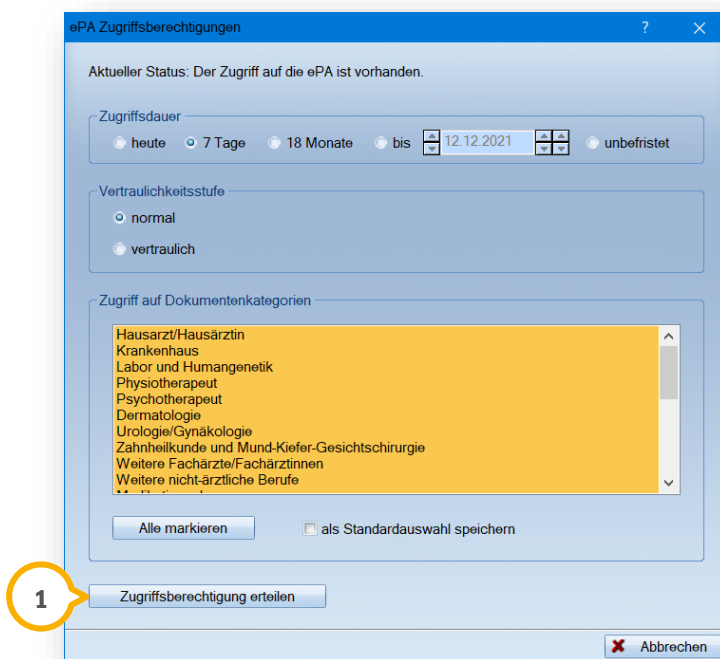 ePA Zugriffsberechtigungen ?
Aktueller Status: Der Zugriff auf die ePA ist vorhanden.
Zugriffsdauer
heute 7 Tage 18 Monate bis 12.12.2021 unbefristet
Vertraulichkeitsstufe
normal
vertraulich
Zugriff auf Dokumentenkategorien
Hausarzt/Hausärztin
Krankenhaus
Labor und Humangenetik
Physiotherapeut
Psychotherapeut
Dermatologie
Urologie/Gynäkologie
Zahnheilkunde und Mund-Kiefer-Gesichtschirurgie
Weitere Fachärzte/Fachärztinnen
Weitere nicht-ärztliche Berufe
Alle markieren als Standardauswahl speichern
1 Zugriffsberechtigung erteilen
Abbrechen